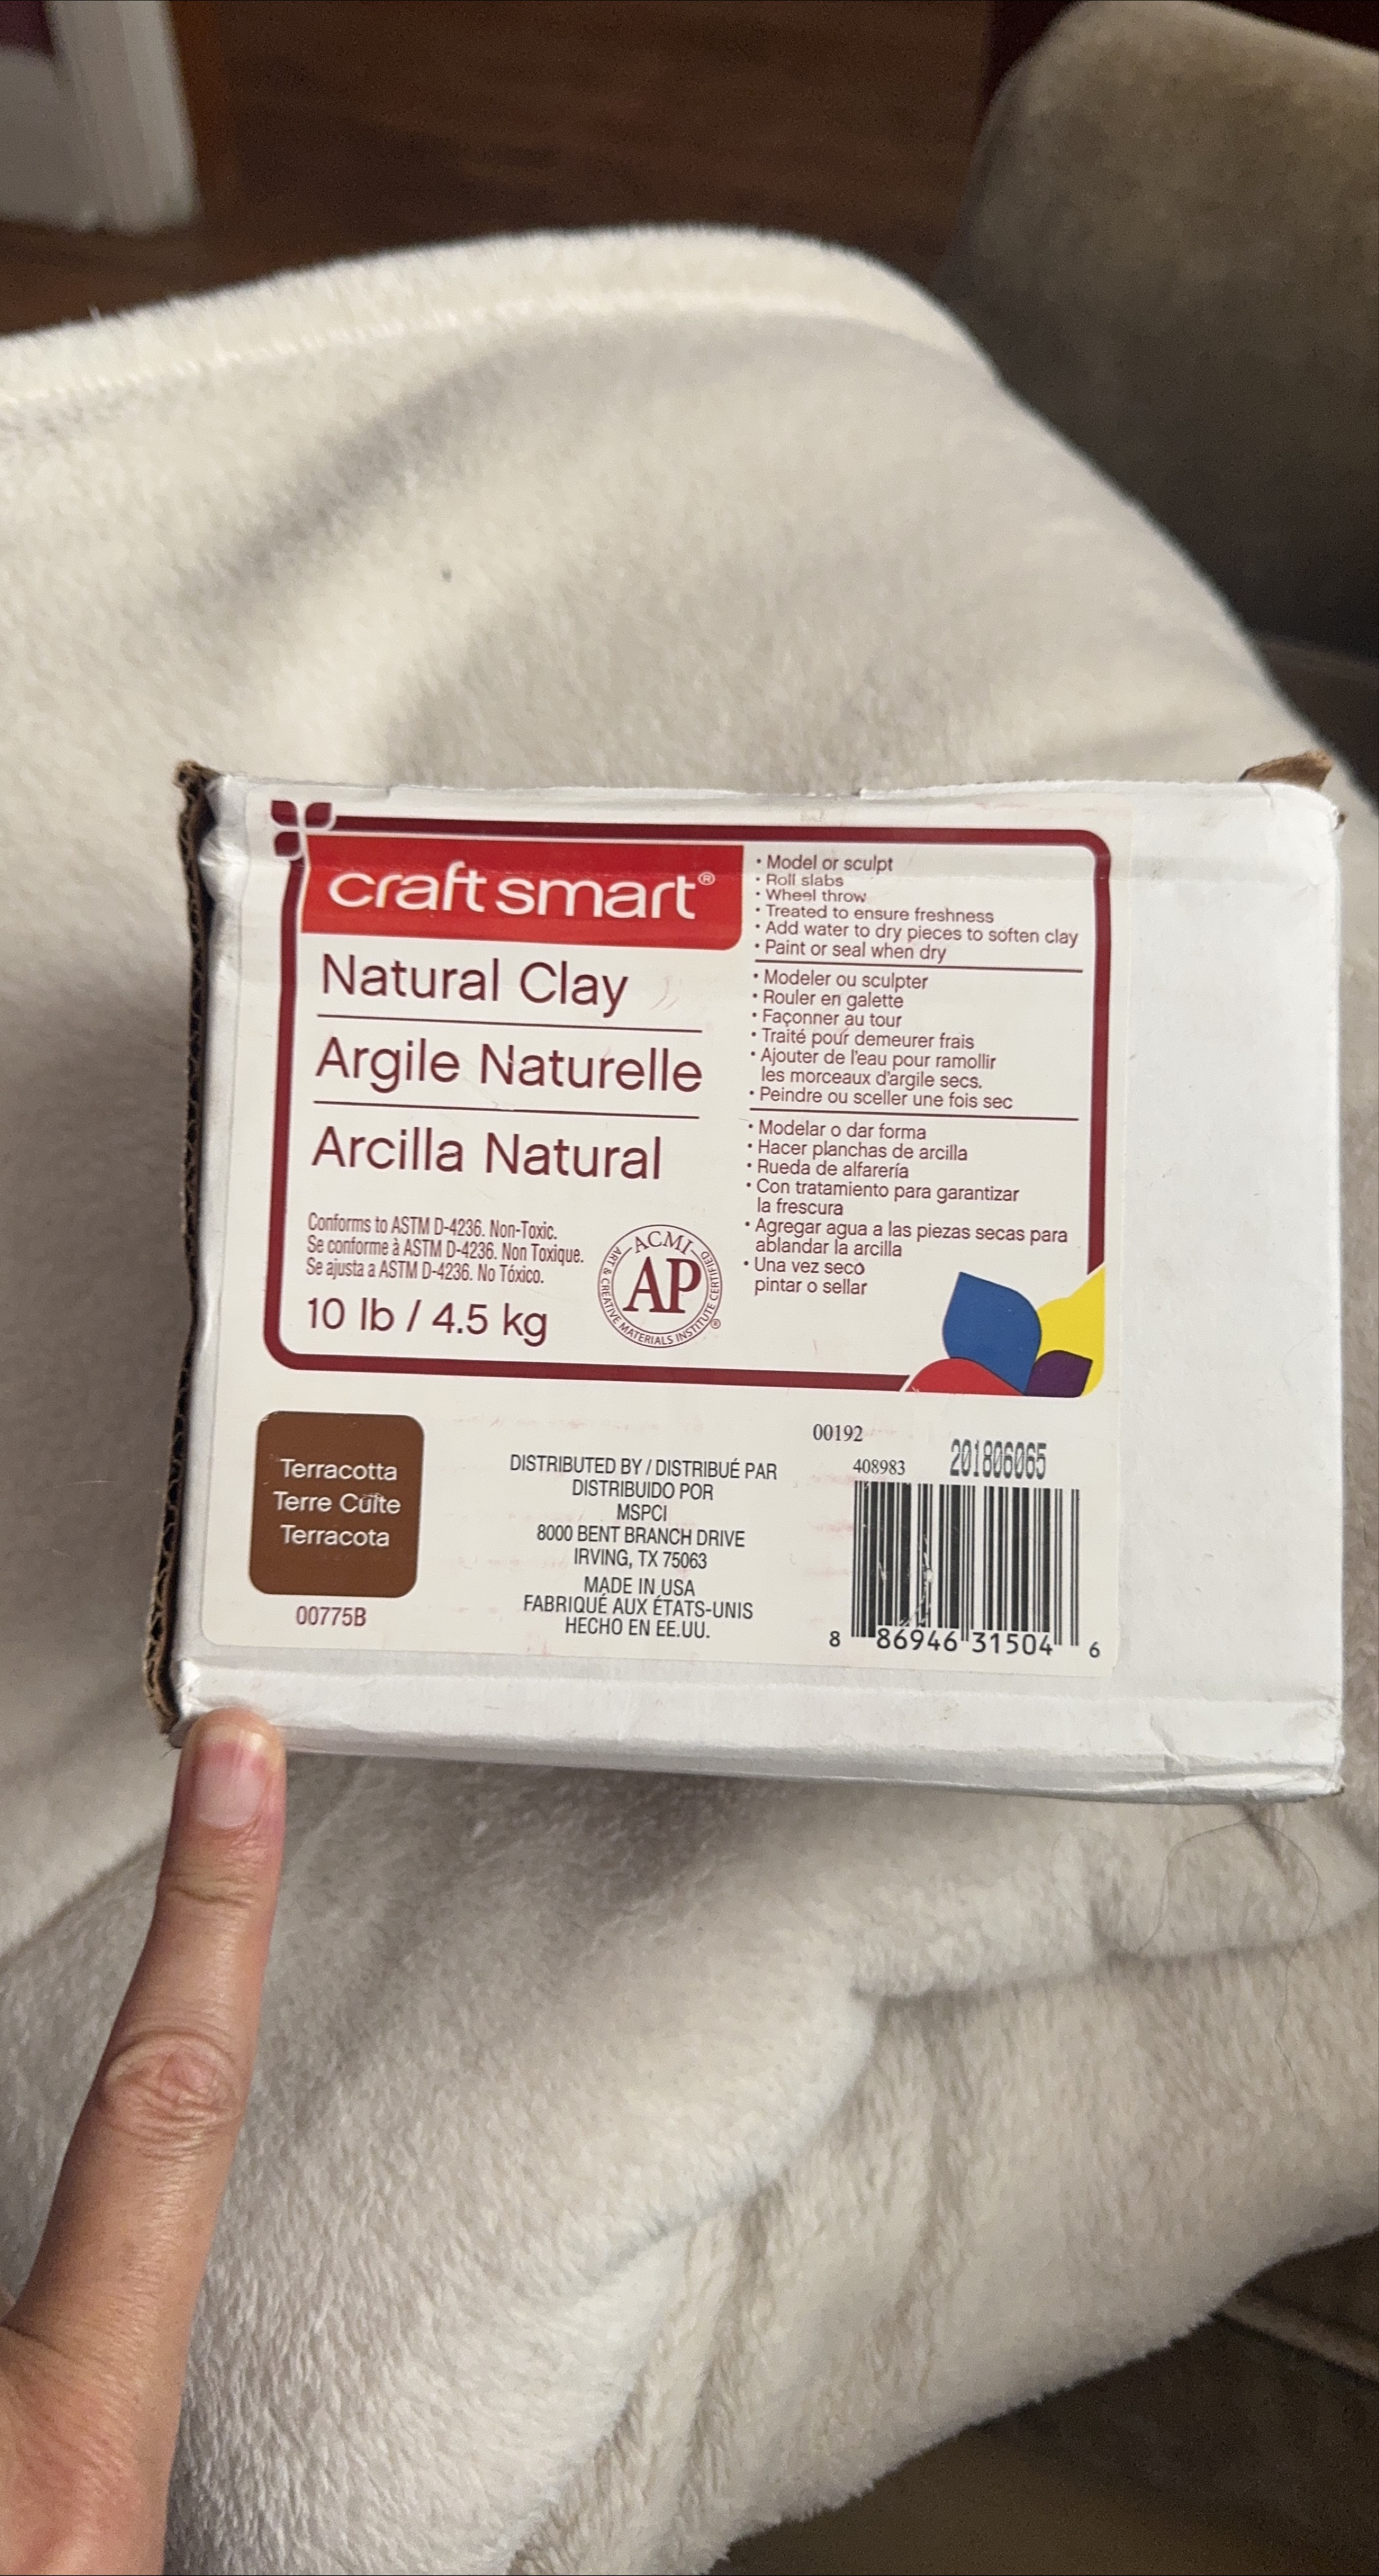 craft smart®
Natural Clay
Argile Naturelle
Arcilla Natural
Conforms to ASTM D-4236. Non-Toxic.
Se conforme à ASTM D-4236. Non Toxique.
Se ajusta a ASTM D-4236. No Tóxico.
10 lb / 4.5 kg
ACMI
AP
ART & CREATIVE MATERIALS INSTITUTE CERTIFIED
®
• Model or sculpt
• Roll slabs
• Wheel throw
• Treated to ensure freshness
• Add water to dry pieces to soften clay
• Paint or seal when dry
• Modeler ou sculpter
• Rouler en galette
• Façonner au tour
• Traité pour demeurer frais
• Ajouter de l'eau pour ramollir
les morceaux d'argile secs.
• Peindre ou sceller une fois sec
• Modelar o dar forma
• Hacer planchas de arcilla
• Rueda de alfarería
• Con tratamiento para garantizar
la frescura
• Agregar agua a las piezas secas para
ablandar la arcilla
• Una vez seco
pintar o sellar
Terracotta
Terre Cuite
Terracota
00775B
DISTRIBUTED BY / DISTRIBUÉ PAR
DISTRIBUIDO POR
MSPCI
8000 BENT BRANCH DRIVE
IRVING, TX 75063
MADE IN USA
FABRIQUÉ AUX ÉTATS-UNIS
HECHO EN EE.UU.
00192
408983
201806065
8 86946 31504 6